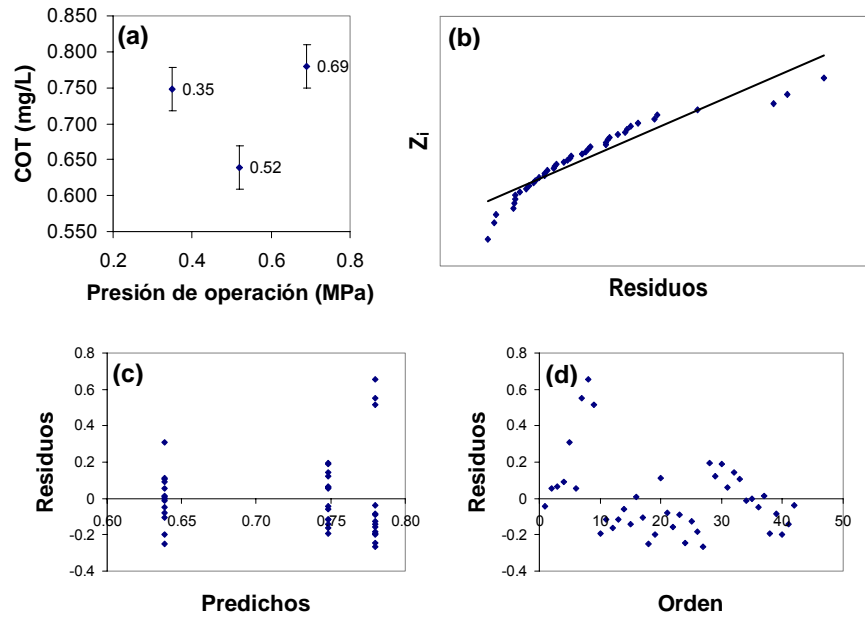 (a)
COT (mg/L)
0.850
0.800
0.750
0.700
0.650
0.600
0.550
0.35
0.52
0.69
0.2 0.4 0.6 0.8
Presión de operación (MPa)
(b)
Zi
Residuos
(c)
Residuos
0.8
0.6
0.4
0.2
0
-0.2
-0.4
0.60 0.65 0.70 0.75 0.80
Predichos
(d)
Residuos
0.8
0.6
0.4
0.2
0
-0.2
-0.4
0 10 20 30 40 50
Orden